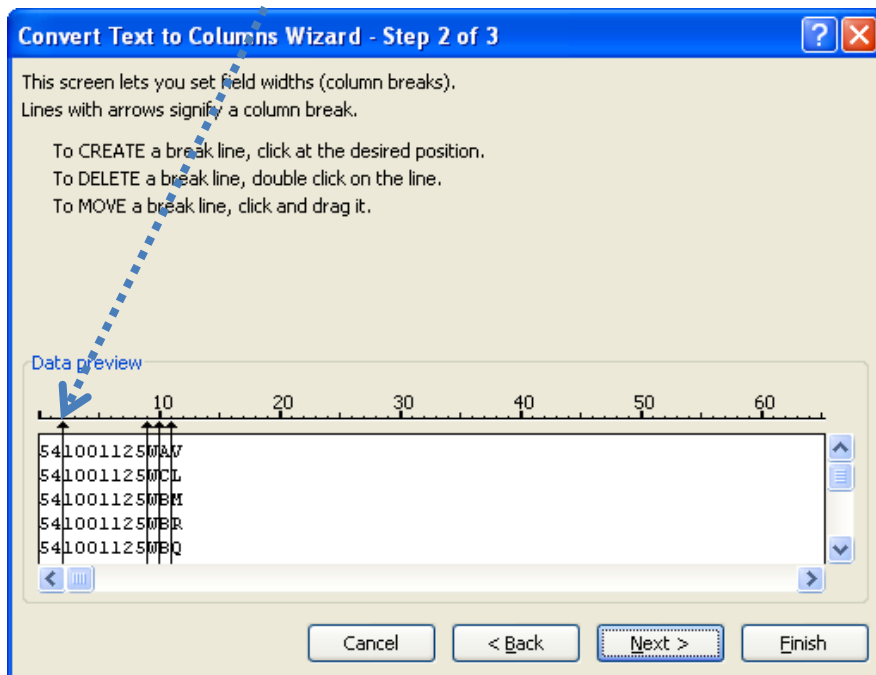 Convert Text to Columns Wizard - Step 2 of 3
This screen lets you set field widths (column breaks).
Lines with arrows signify a column break.
To CREATE a break line, click at the desired position.
To DELETE a break line, double click on the line.
To MOVE a break line, click and drag it.
Data preview
10 20 30 40 50 60
541001125WAV
541001125WCL
541001125WBM
541001125WBR
541001125WBQ
Cancel < Back Next > Finish